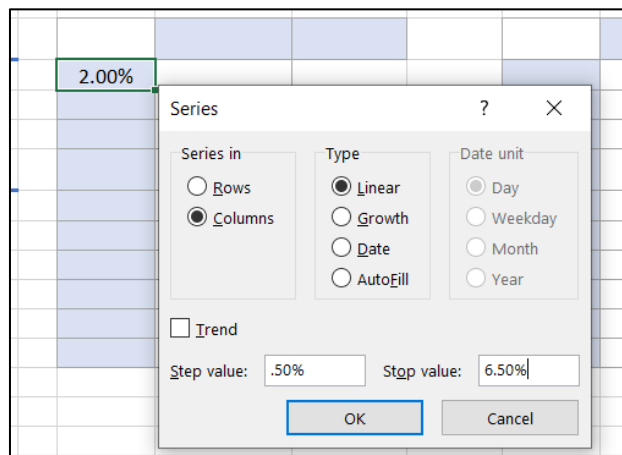 2.00%
Series ? ×
Series in Type Date unit
Rows Linear Day
Columns Growth Weekday
Date Month
AutoFill Year
Trend
Step value: .50% Stop value: 6.50%
OK Cancel